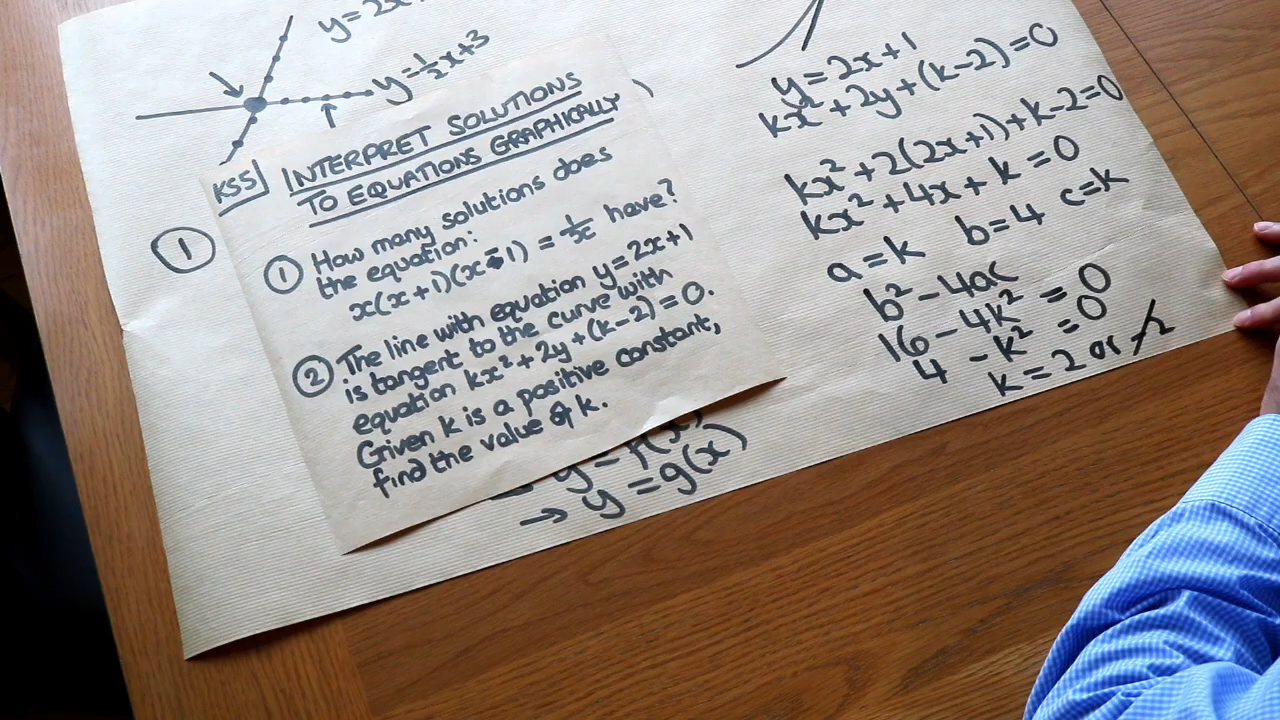 y = 2x
y = ½x + 3
KS5
INTERPRET SOLUTIONS
TO EQUATIONS GRAPHICALLY
①
① How many solutions does
the equation:
x(x+1)(x-1) = 1/x have?
② The line with equation y=2x+1
is tangent to the curve with
equation kx² + 2y + (k-2) = 0.
Given k is a positive constant,
find the value of k.
y = f(x)
→ y = g(x)
y = 2x + 1
kx² + 2y + (k-2) = 0
kx² + 2(2x+1) + k-2 = 0
kx² + 4x + k = 0
a = k b = 4 c = k
b² - 4ac
16 - 4k² = 0
4 - k² = 0
k = 2 or -2